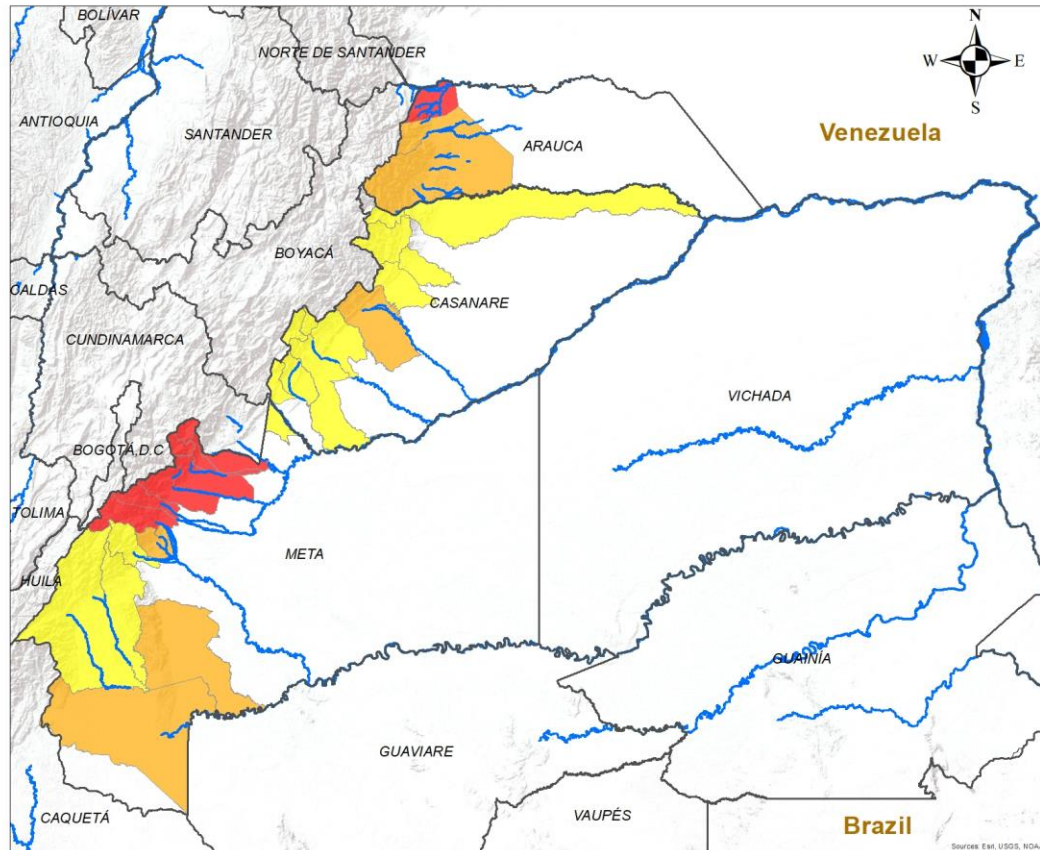 BOLÍVAR
NORTE DE SANTANDER
N
W
E
S
ANTIOQUIA
SANTANDER
ARAUCA
Venezuela
BOYACÁ
CALDAS
CASANARE
CUNDINAMARCA
VICHADA
BOGOTÁ,D.C
TOLIMA
META
HUILA
GUAINÍA
GUAVIARE
CAQUETÁ
VAUPÉS
Brazil
Sources: Esri, USGS, NOAA